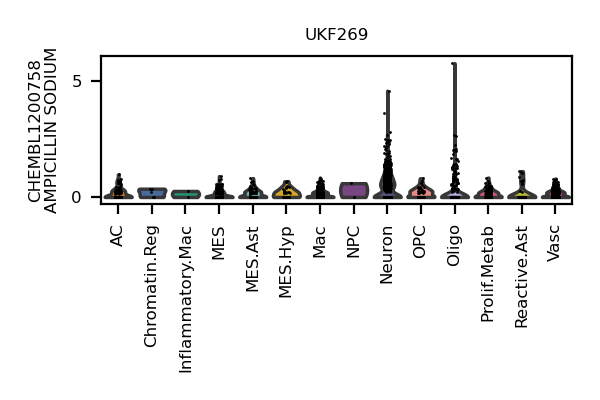 UKF269
CHEMBL1200758
AMPICILLIN SODIUM
5
0
AC
Chromatin.Reg
Inflammatory.Mac
MES
MES.Ast
MES.Hyp
Mac
NPC
Neuron
OPC
Oligo
Prolif.Metab
Reactive.Ast
Vasc